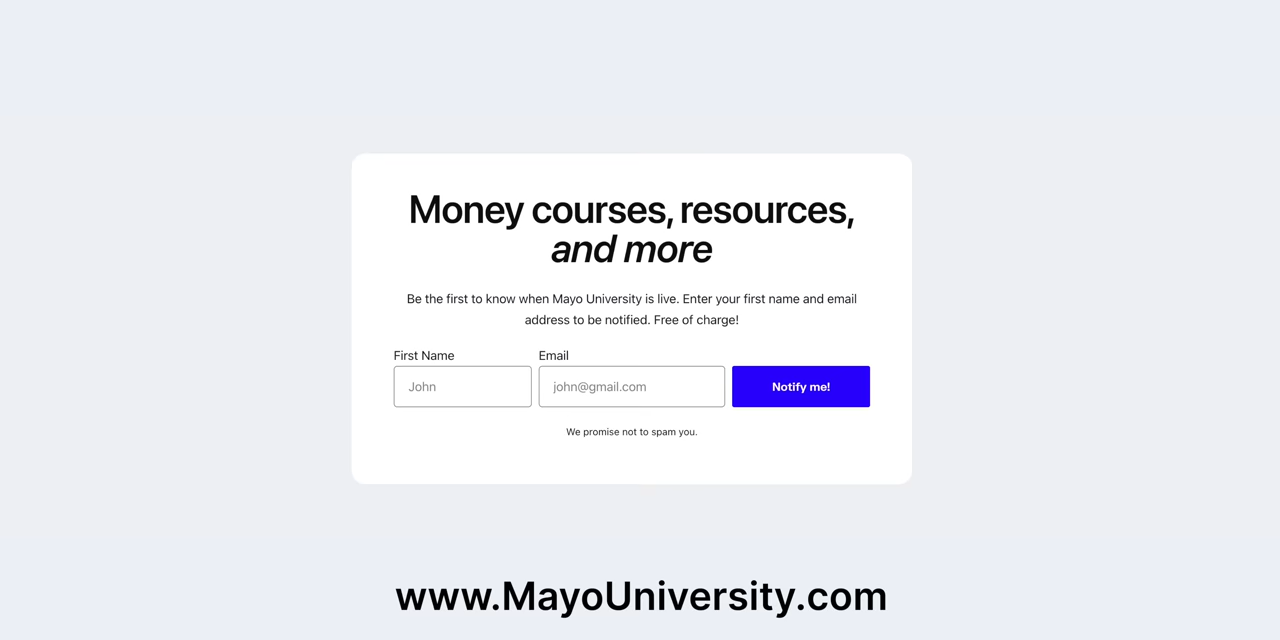 Money courses, resources,
and more
Be the first to know when Mayo University is live. Enter your first name and email
address to be notified. Free of charge!
First Name
Email
John
john@gmail.com
Notify me!
We promise not to spam you.
www.MayoUniversity.com